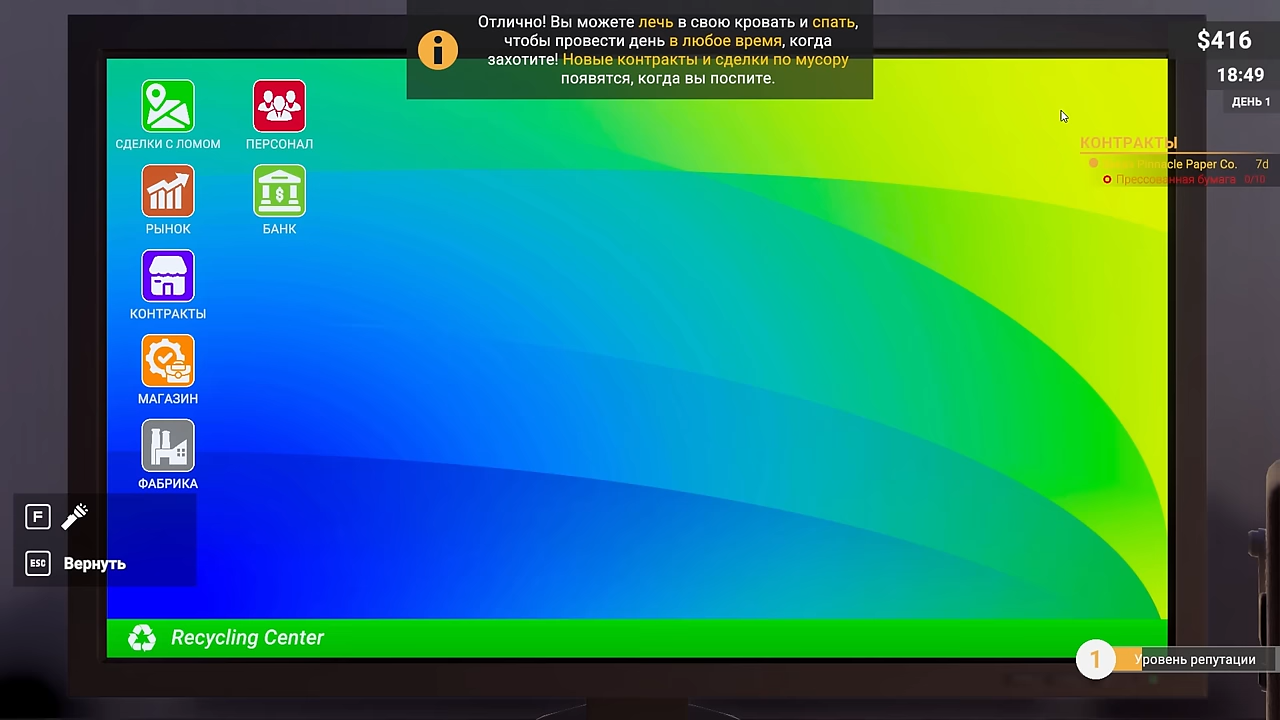 Отлично! Вы можете лечь в свою кровать и спать,
чтобы провести день в любое время, когда
захотите! Новые контракты и сделки по мусору
появятся, когда вы поспите.
$416
18:49
ДЕНЬ 1
СДЕЛКИ С ЛОМОМ
ПЕРСОНАЛ
КОНТРАКТЫ
Pinnacle Paper Co. 7d
Прессованная бумага 0/10
РЫНОК
БАНК
КОНТРАКТЫ
МАГАЗИН
ФАБРИКА
F
ESC Вернуть
Recycling Center
1 Уровень репутации